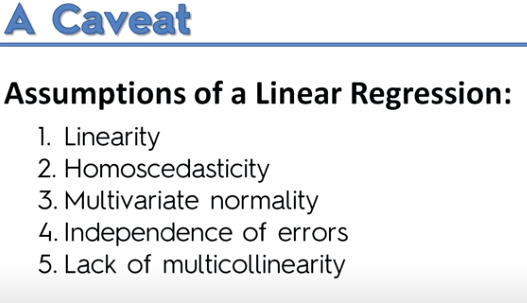 A Caveat
Assumptions of a Linear Regression:
1. Linearity
2. Homoscedasticity
3. Multivariate normality
4. Independence of errors
5. Lack of multicollinearity